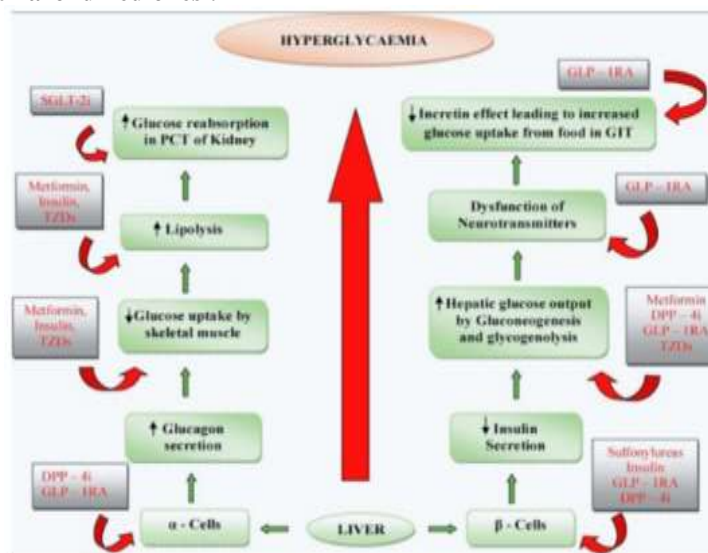 HYPERGLYCAEMIA
SGLT-2i
↑ Glucose reabsorption
in PCT of Kidney
Metformin,
Insulin,
TZDs
↑ Lipolysis
Metformin,
Insulin,
TZDs
↓Glucose uptake by
skeletal muscle
↑ Glucagon
secretion
DPP – 4i
GLP – 1RA
α - Cells
LIVER
GLP – 1RA
↓ Incretin effect leading to increased
glucose uptake from food in GIT
GLP – 1RA
Dysfunction of
Neurotransmitters
↑ Hepatic glucose output
by Gluconeogenesis
and glycogenolysis
Metformin
DPP – 4i
GLP – 1RA
TZDs
↓ Insulin
Secretion
Sulfonylureas
Insulin
GLP – 1RA
DPP – 4i
β - Cells